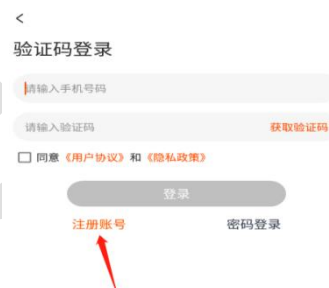 验证码登录
请输入手机号码
请输入验证码 获取验证码
同意《用户协议》和《隐私政策》
登录
注册账号 密码登录